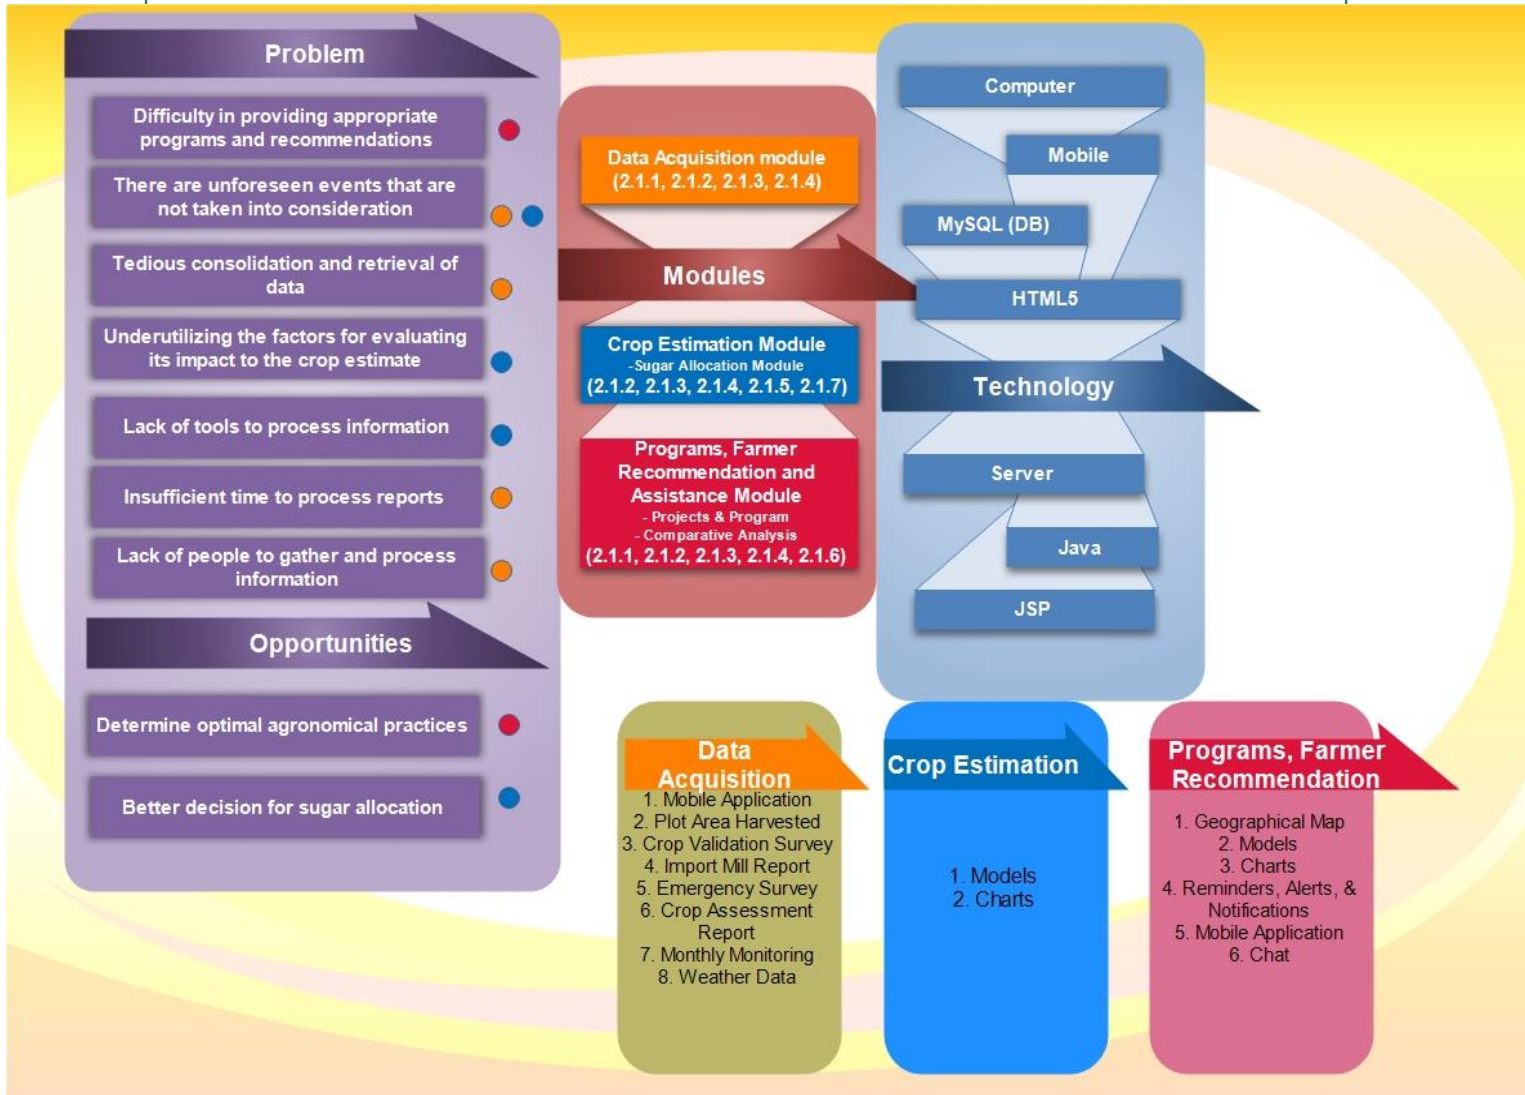 Problem
Difficulty in providing appropriate
programs and recommendations
There are unforeseen events that are
not taken into consideration
Tedious consolidation and retrieval of
data
Underutilizing the factors for evaluating
its impact to the crop estimate
Lack of tools to process information
Insufficient time to process reports
Lack of people to gather and process
information
Opportunities
Determine optimal agronomical practices
Better decision for sugar allocation
Data Acquisition module
(2.1.1, 2.1.2, 2.1.3, 2.1.4)
Modules
Crop Estimation Module
-Sugar Allocation Module
(2.1.2, 2.1.3, 2.1.4, 2.1.5, 2.1.7)
Programs, Farmer
Recommendation and
Assistance Module
- Projects & Program
- Comparative Analysis
(2.1.1, 2.1.2, 2.1.3, 2.1.4, 2.1.6)
Computer
Mobile
MySQL (DB)
HTML5
Technology
Server
Java
JSP
Data
Acquisition
1. Mobile Application
2. Plot Area Harvested
3. Crop Validation Survey
4. Import Mill Report
5. Emergency Survey
6. Crop Assessment
Report
7. Monthly Monitoring
8. Weather Data
Crop Estimation
1. Models
2. Charts
Programs, Farmer
Recommendation
1. Geographical Map
2. Models
3. Charts
4. Reminders, Alerts, &
Notifications
5. Mobile Application
6. Chat